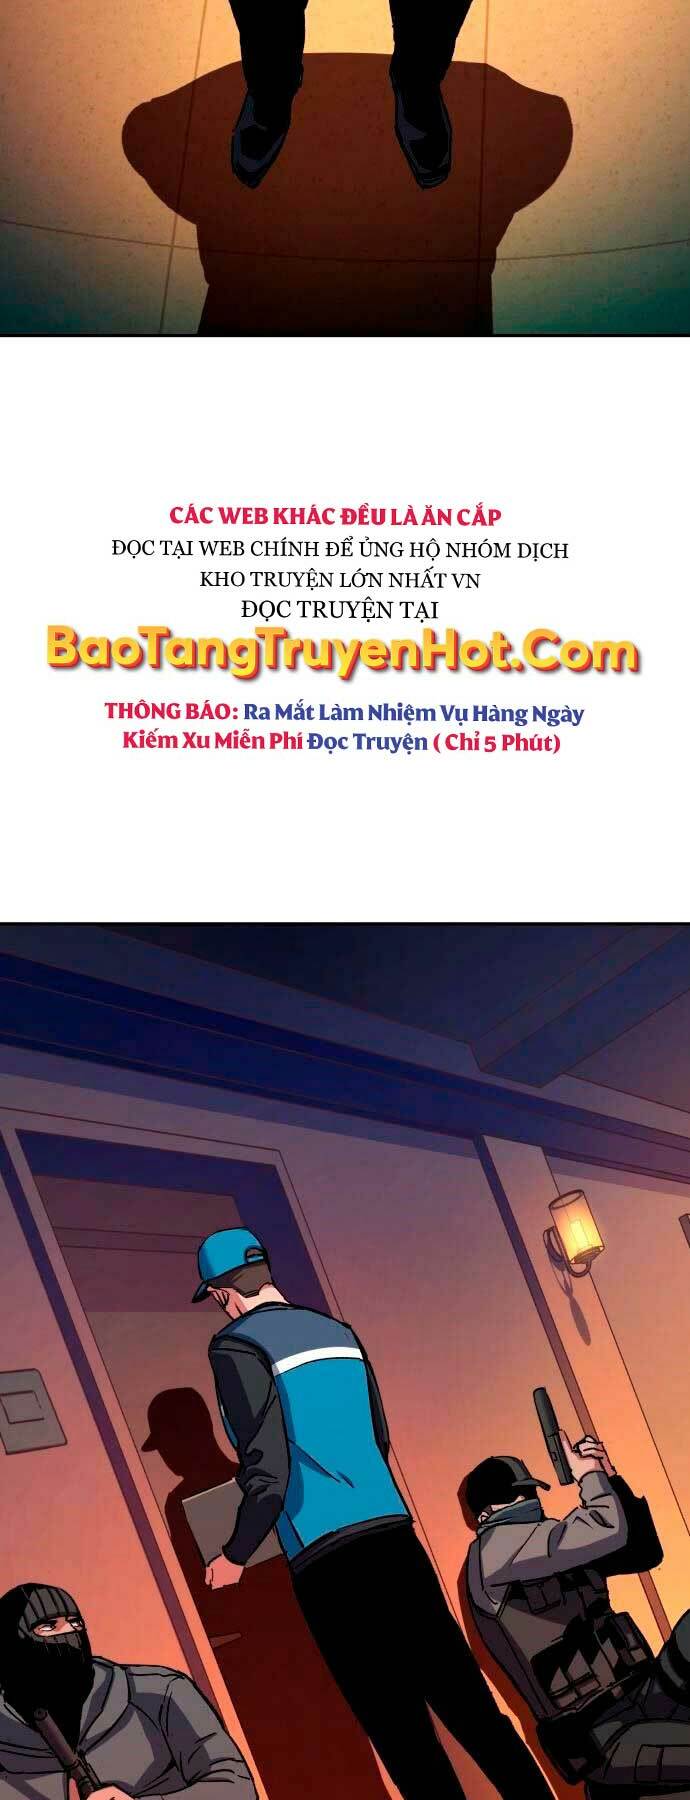 CÁC WEB KHÁC ĐỀU LÀ ĂN CẮP
ĐỌC TẠI WEB CHÍNH ĐỂ ỦNG HỘ NHÓM DỊCH
KHO TRUYỆN LỚN NHẤT VN
ĐỌC TRUYỆN TẠI
BaoTangTruyenHot.Com
THÔNG BÁO: Ra Mắt Làm Nhiệm Vụ Hàng Ngày
Kiếm Xu Miễn Phí Đọc Truyện ( Chỉ 5 Phút)